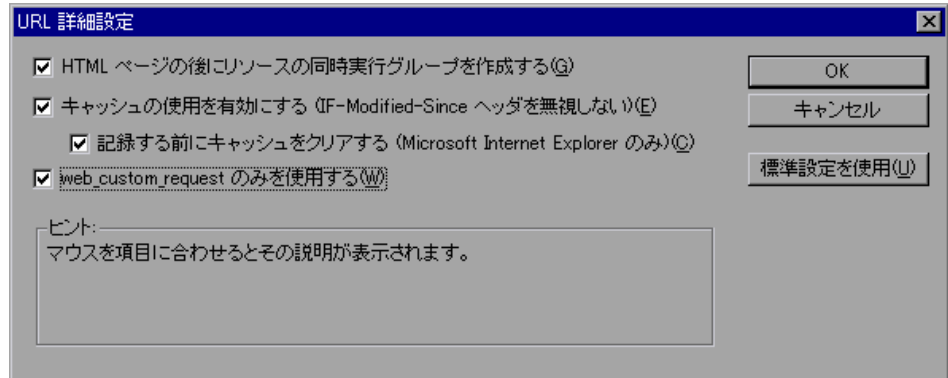 URL 詳細設定
HTML ページの後にリソースの同時実行グループを作成する(G)
キャッシュの使用を有効にする (IF-Modified-Since ヘッダを無視しない)(E)
記録する前にキャッシュをクリアする (Microsoft Internet Explorer のみ)(C)
web_custom_request のみを使用する(W)
OK
キャンセル
標準設定を使用(U)
ヒント:
マウスを項目に合わせるとその説明が表示されます。